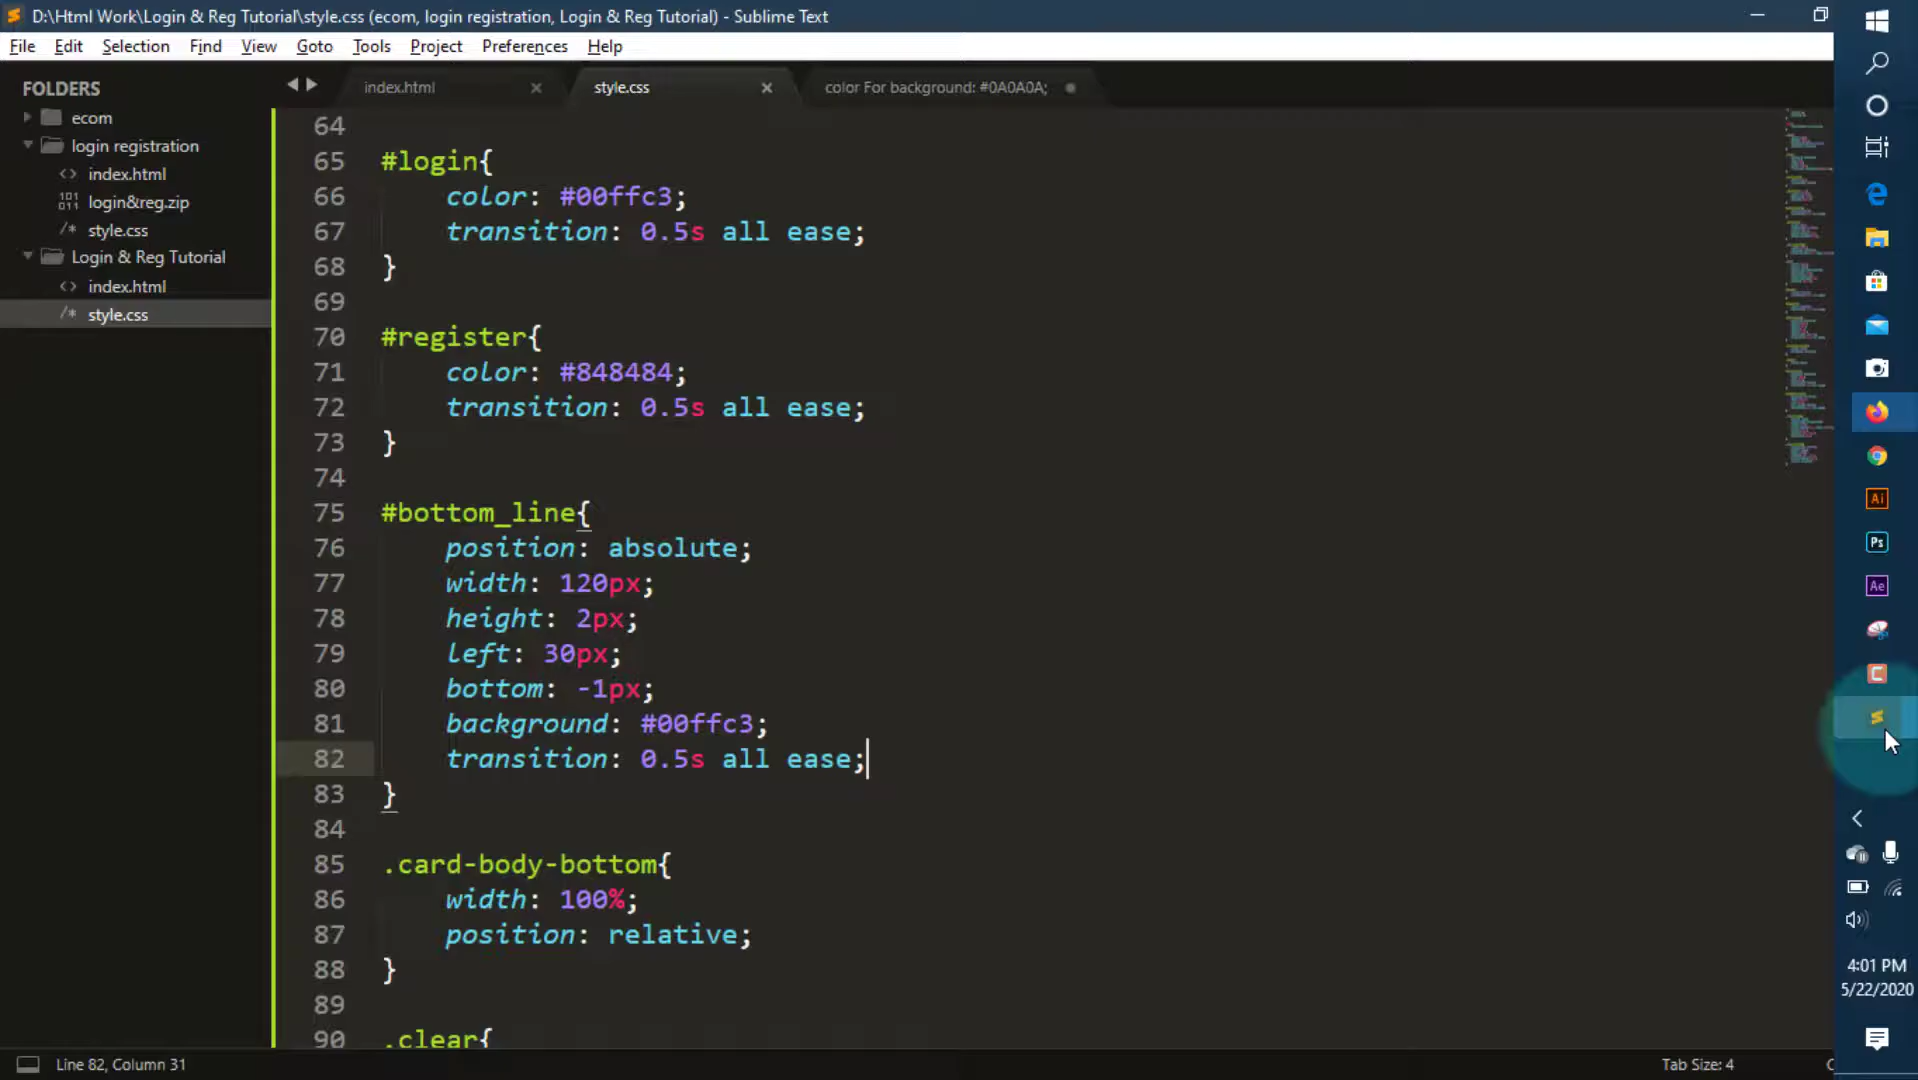 D:\Html Work\Login & Reg Tutorial\style.css (ecom, login registration, Login & Reg Tutorial) - Sublime Text
File Edit Selection Find View Goto Tools Project Preferences Help
FOLDERS
ecom
login registration
<> index.html
login&reg.zip
/* style.css
Login & Reg Tutorial
<> index.html
/* style.css
index.html
style.css
color For background: #0A0A0A;
64
65 #login{
66 color: #00ffc3;
67 transition: 0.5s all ease;
68 }
69
70 #register{
71 color: #848484;
72 transition: 0.5s all ease;
73 }
74
75 #bottom_line{
76 position: absolute;
77 width: 120px;
78 height: 2px;
79 left: 30px;
80 bottom: -1px;
81 background: #00ffc3;
82 transition: 0.5s all ease;
83 }
84
85 .card-body-bottom{
86 width: 100%;
87 position: relative;
88 }
89
90 .clear{
Line 82, Column 31
Tab Size: 4
Ai
Ps
Ae
4:01 PM
5/22/2020